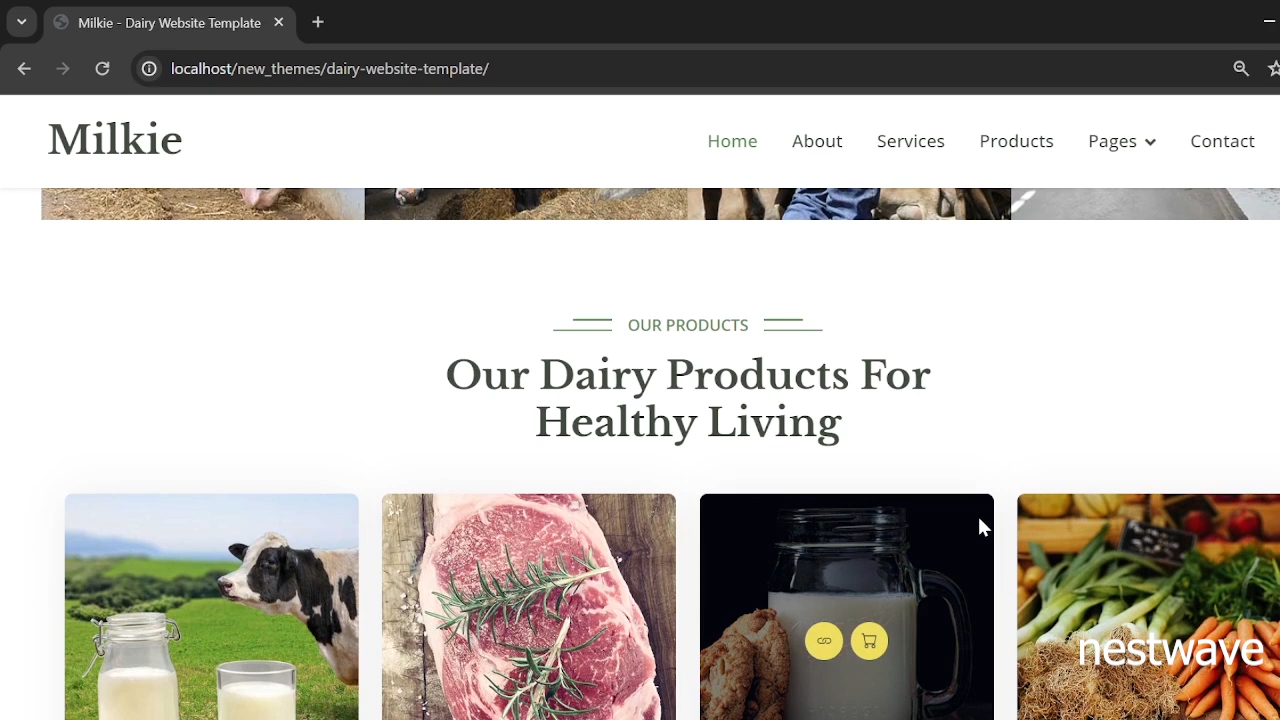 Milkie - Dairy Website Template
localhost/new_themes/dairy-website-template/
Milkie
Home About Services Products Pages Contact
OUR PRODUCTS
Our Dairy Products For
Healthy Living
nestwave